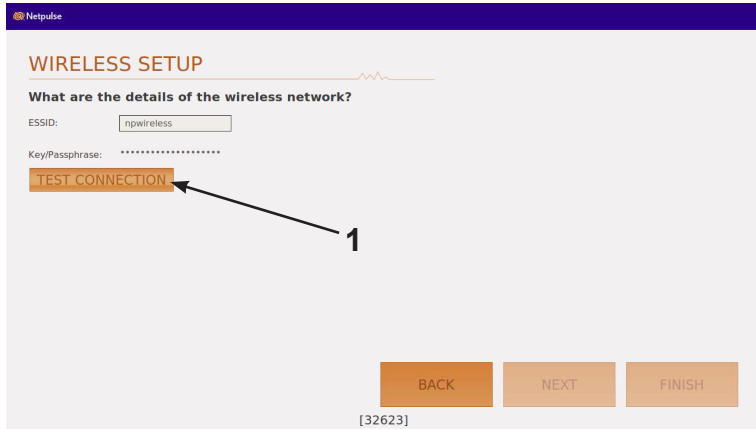 Netpulse
WIRELESS SETUP
What are the details of the wireless network?
ESSID: npwireless
Key/Passphrase: •••••••••••••••••••
TEST CONNECTION
1
BACK NEXT FINISH
[32623]